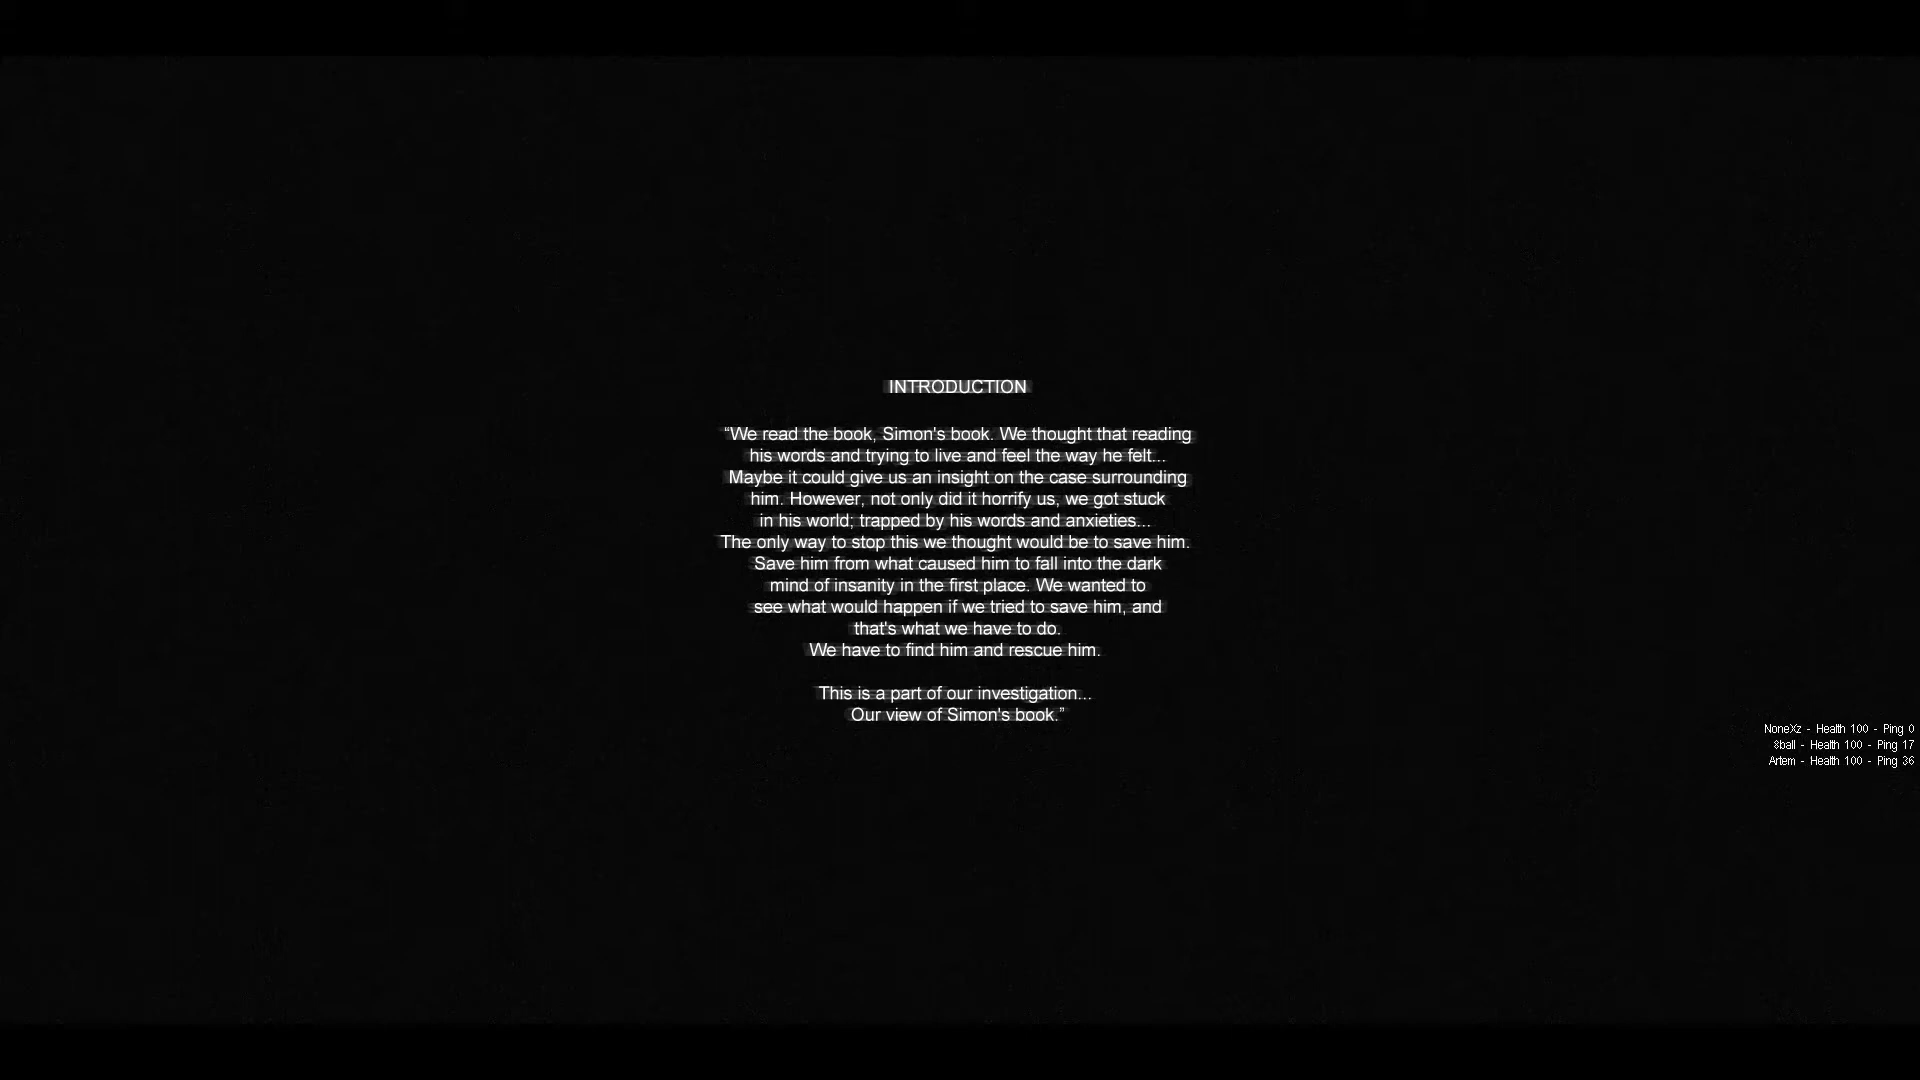 INTRODUCTION
“We read the book, Simon's book. We thought that reading
his words and trying to live and feel the way he felt...
Maybe it could give us an insight on the case surrounding
him. However, not only did it horrify us, we got stuck
in his world; trapped by his words and anxieties...
The only way to stop this we thought would be to save him.
Save him from what caused him to fall into the dark
mind of insanity in the first place. We wanted to
see what would happen if we tried to save him, and
that's what we have to do.
We have to find him and rescue him.
This is a part of our investigation...
Our view of Simon's book.”
NoneXz - Health 100 - Ping 0
8ball - Health 100 - Ping 17
Artem - Health 100 - Ping 36